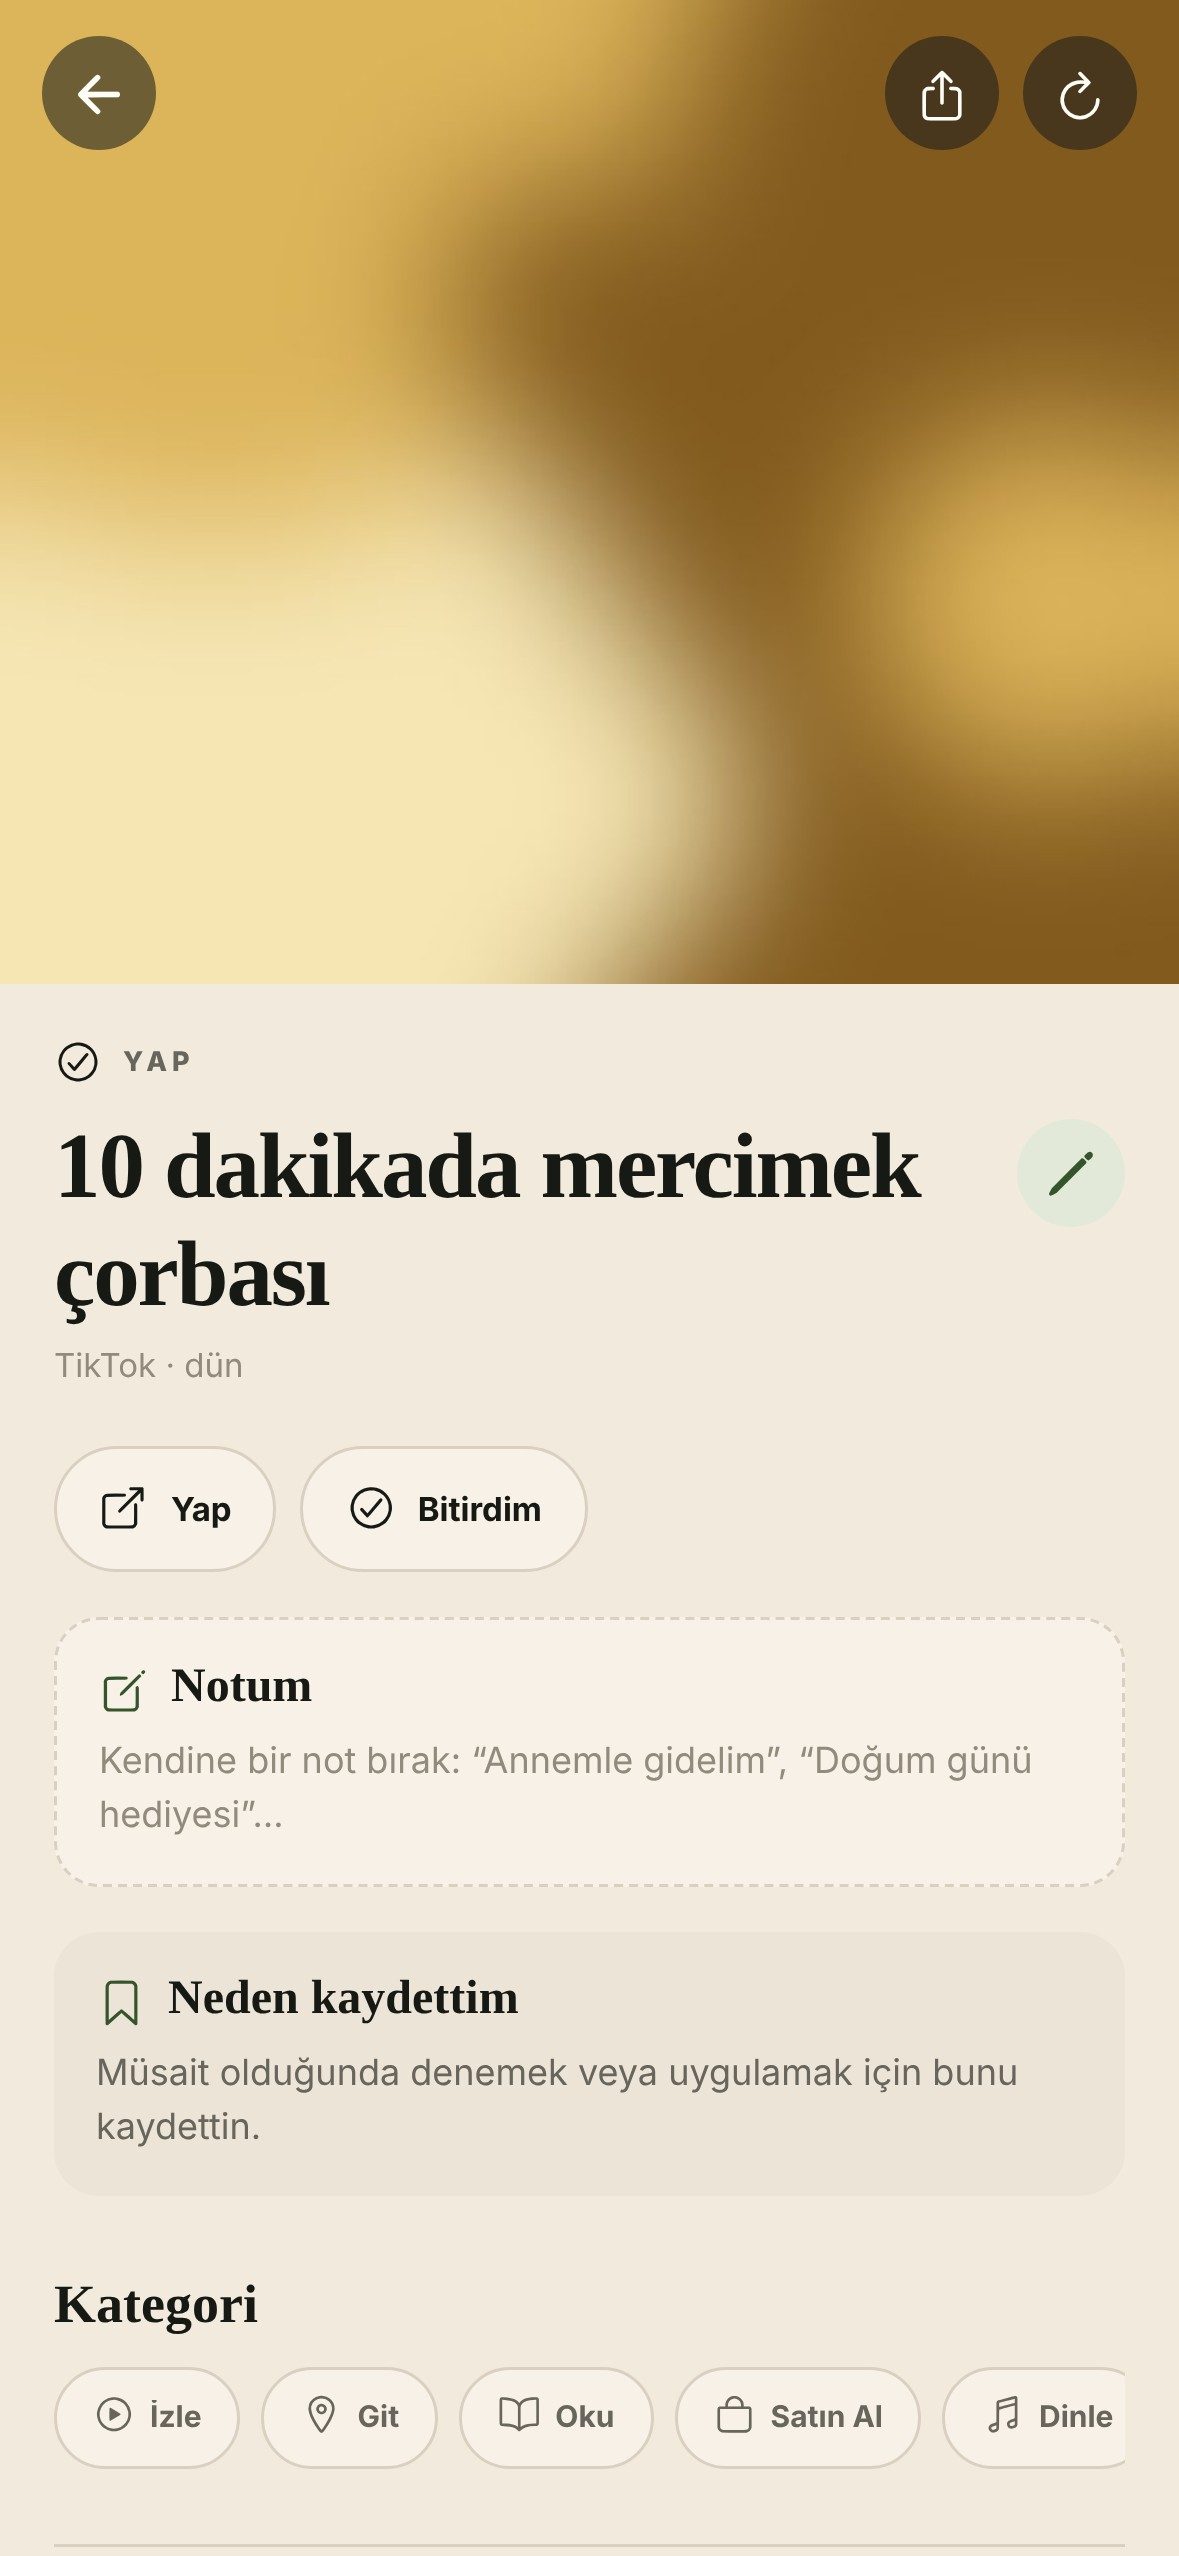 YAP
10 dakikada mercimek
çorbası
TikTok · dün
Yap
Bitirdim
Notum
Kendine bir not bırak: “Annemle gidelim”, “Doğum günü
hediyesi”…
Neden kaydettim
Müsait olduğunda denemek veya uygulamak için bunu
kaydettin.
Kategori
İzle
Git
Oku
Satın Al
Dinle